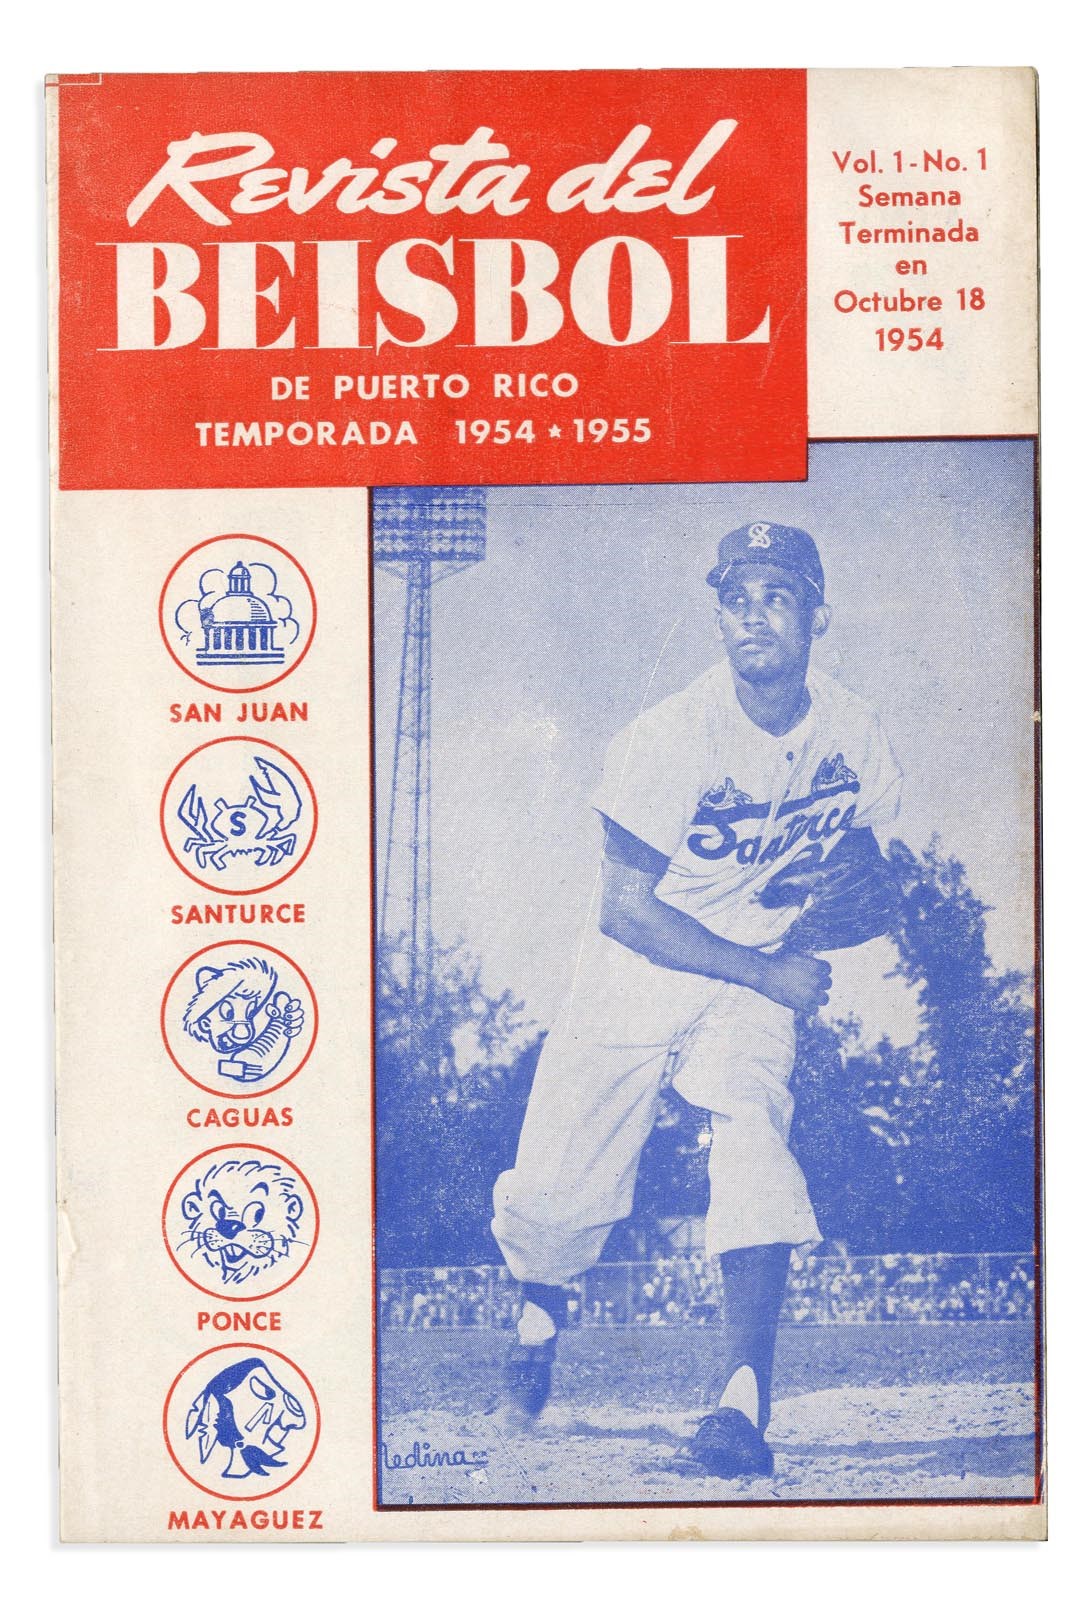 Revista del
BEISBOL
DE PUERTO RICO
TEMPORADA 1954 ★ 1955
Vol. 1 - No. 1
Semana
Terminada
en
Octubre 18
1954
SAN JUAN
S
SANTURCE
CAGUAS
PONCE
MAYAGUEZ
S
Santurce
Medina